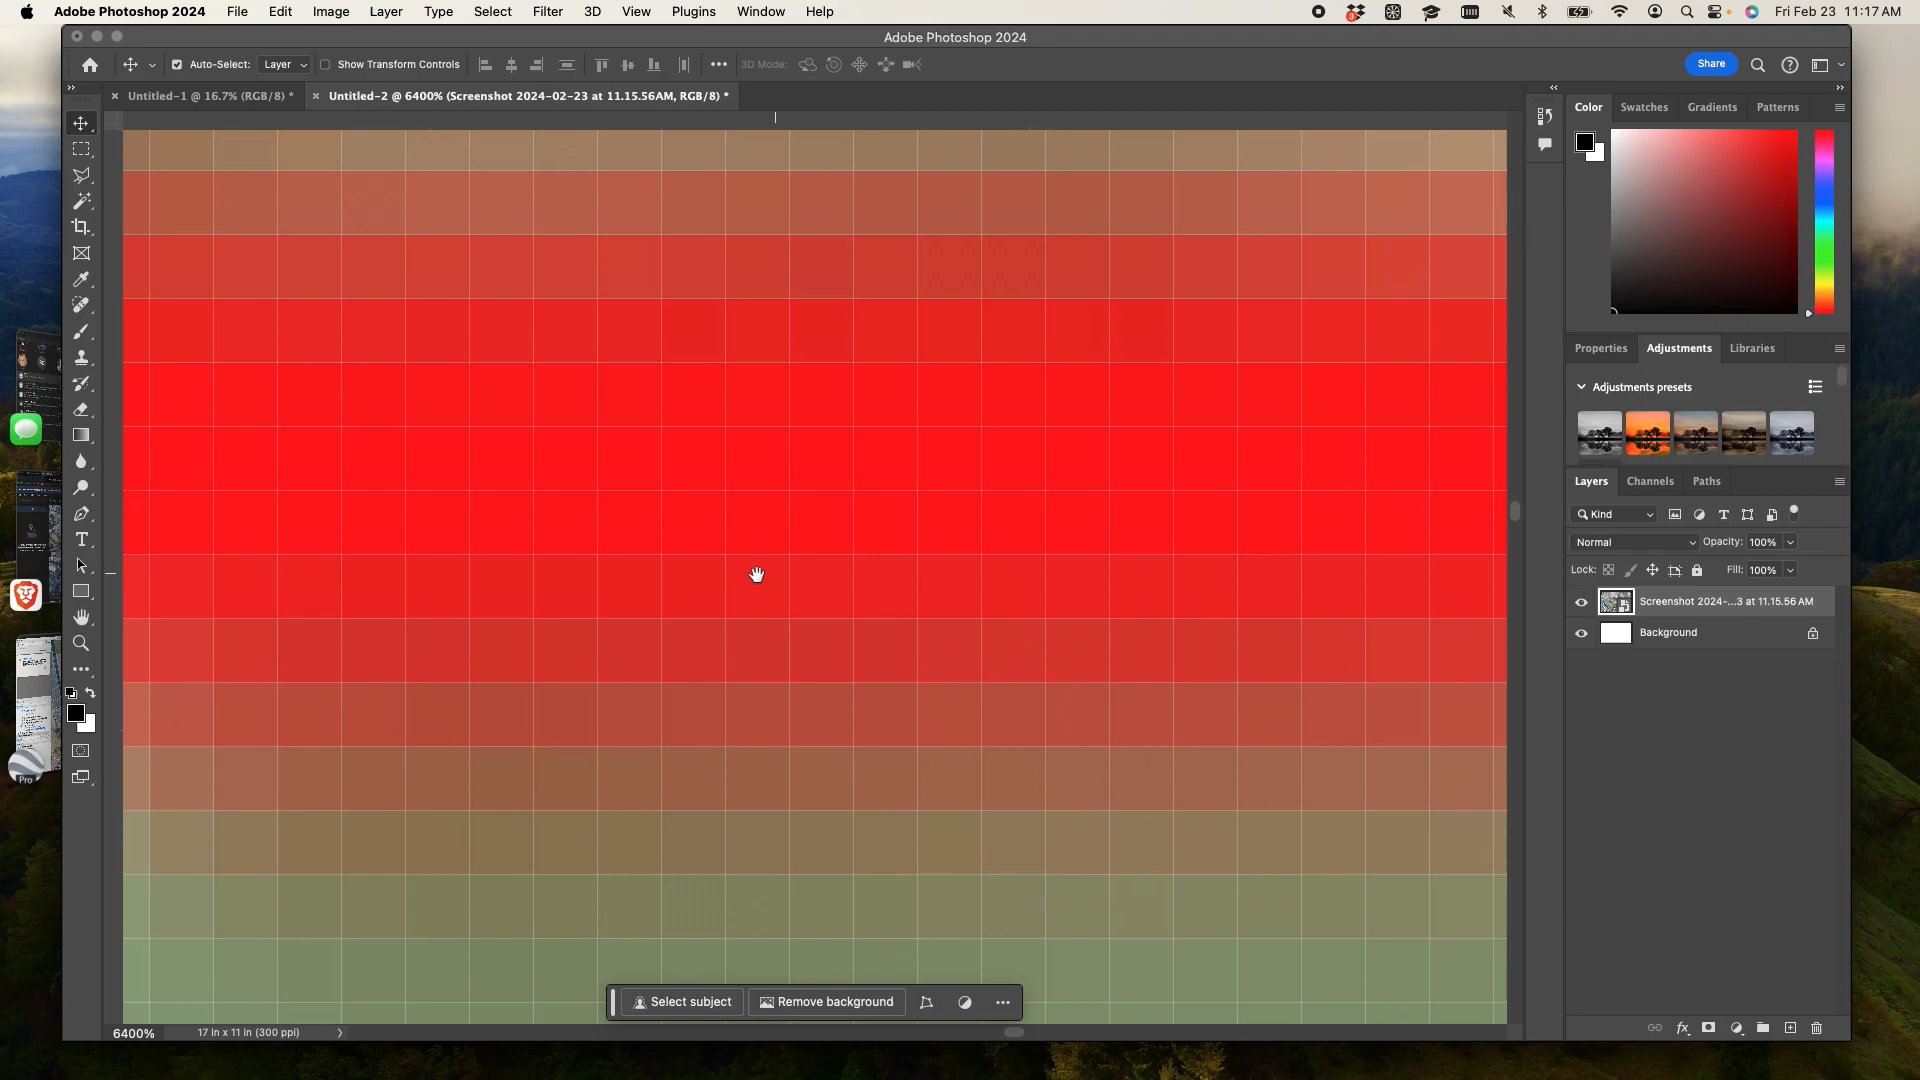 Adobe Photoshop 2024 File Edit Image Layer Type Select Filter 3D View Plugins Window Help 3 Fri Feb 23 11:17 AM
Adobe Photoshop 2024
Auto-Select: Layer Show Transform Controls 3D Mode: Share
Untitled-1 @ 16.7% (RGB/8) * Untitled-2 @ 6400% (Screenshot 2024-02-23 at 11.15.56AM, RGB/8) *
Color Swatches Gradients Patterns
Properties Adjustments Libraries
Adjustments presets
Layers Channels Paths
Kind
Normal Opacity: 100%
Lock: Fill: 100%
Screenshot 2024-...3 at 11.15.56 AM
Background
Pro
Select subject Remove background
6400% 17 in x 11 in (300 ppi)